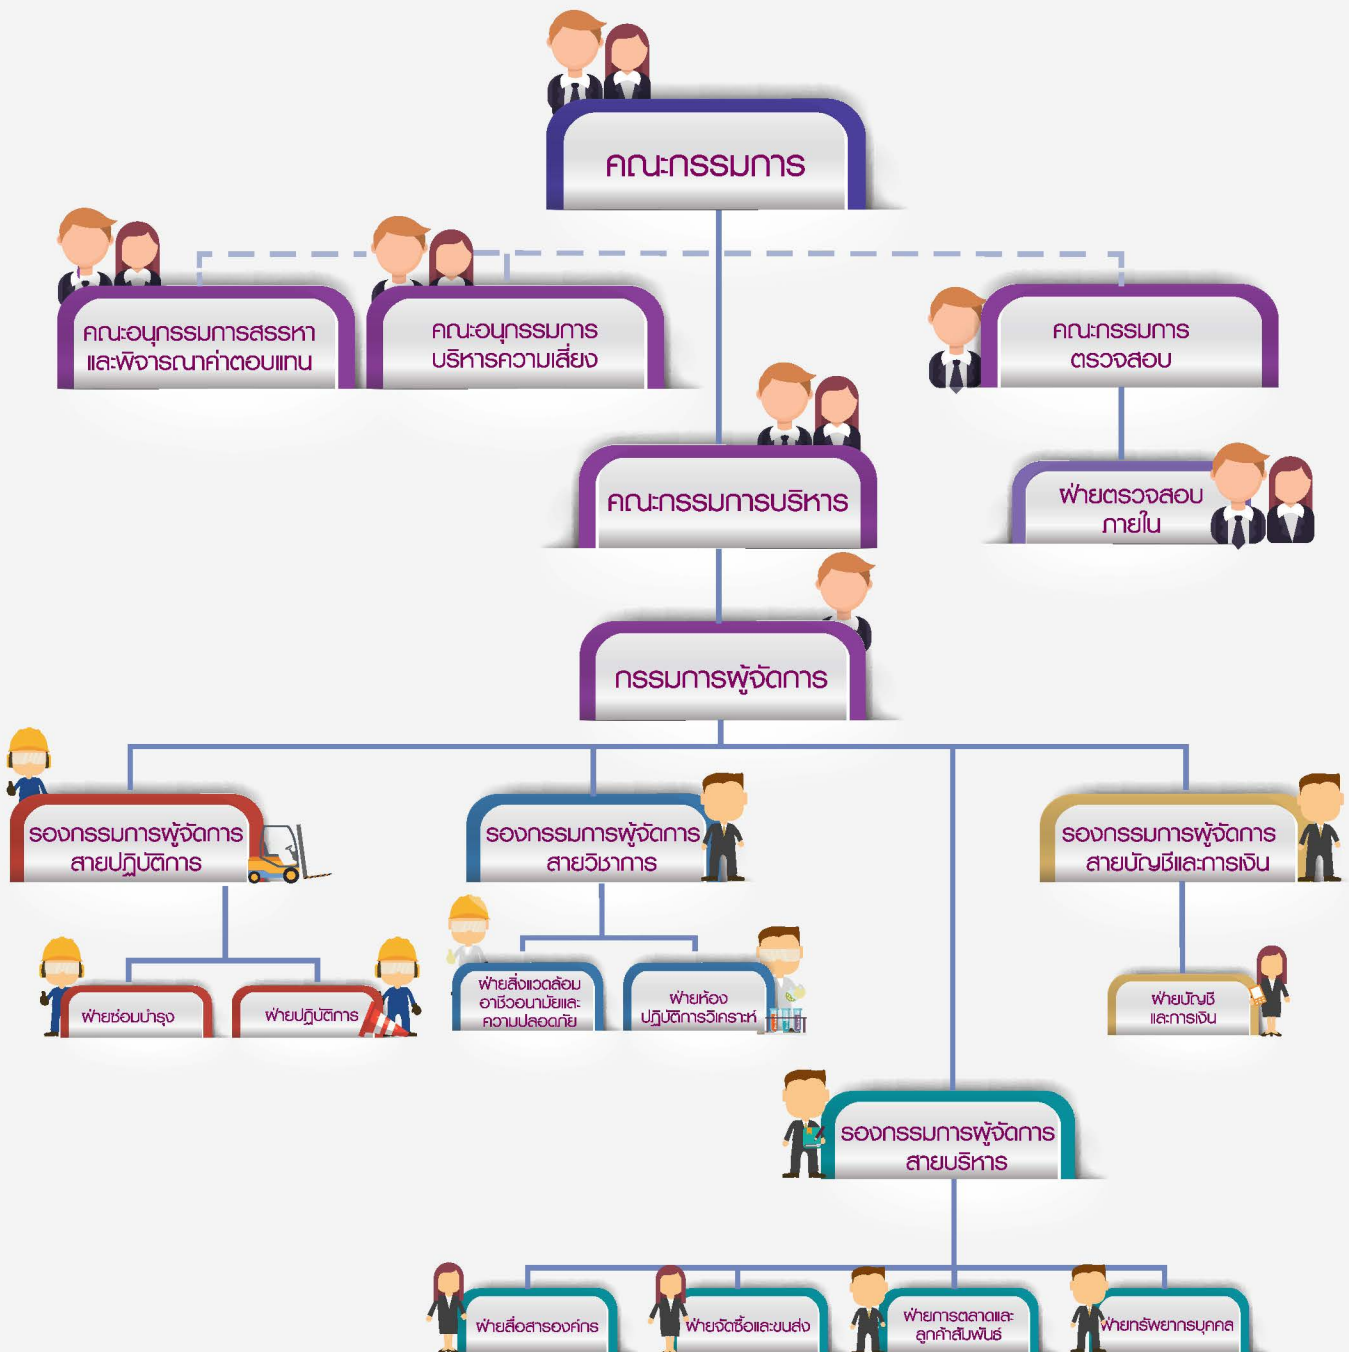 คณะกรรมการ
คณะอนุกรรมการสรรหา
และพิจารณาค่าตอบแทน
คณะอนุกรรมการ
บริหารความเสี่ยง
คณะกรรมการ
ตรวจสอบ
คณะกรรมการบริหาร
ฝ่ายตรวจสอบ
ภายใน
กรรมการผู้จัดการ
รองกรรมการผู้จัดการ
สายปฏิบัติการ
รองกรรมการผู้จัดการ
สายวิชาการ
รองกรรมการผู้จัดการ
สายบัญชีและการเงิน
ฝ่ายซ่อมบำรุง
ฝ่ายปฏิบัติการ
ฝ่ายสิ่งแวดล้อม
อาชีวอนามัยและ
ความปลอดภัย
ฝ่ายห้อง
ปฏิบัติการวิเคราะห์
ฝ่ายบัญชี
และการเงิน
รองกรรมการผู้จัดการ
สายบริหาร
ฝ่ายสื่อสารองค์กร
ฝ่ายจัดซื้อและขนส่ง
ฝ่ายการตลาดและ
ลูกค้าสัมพันธ์
ฝ่ายทรัพยากรบุคคล